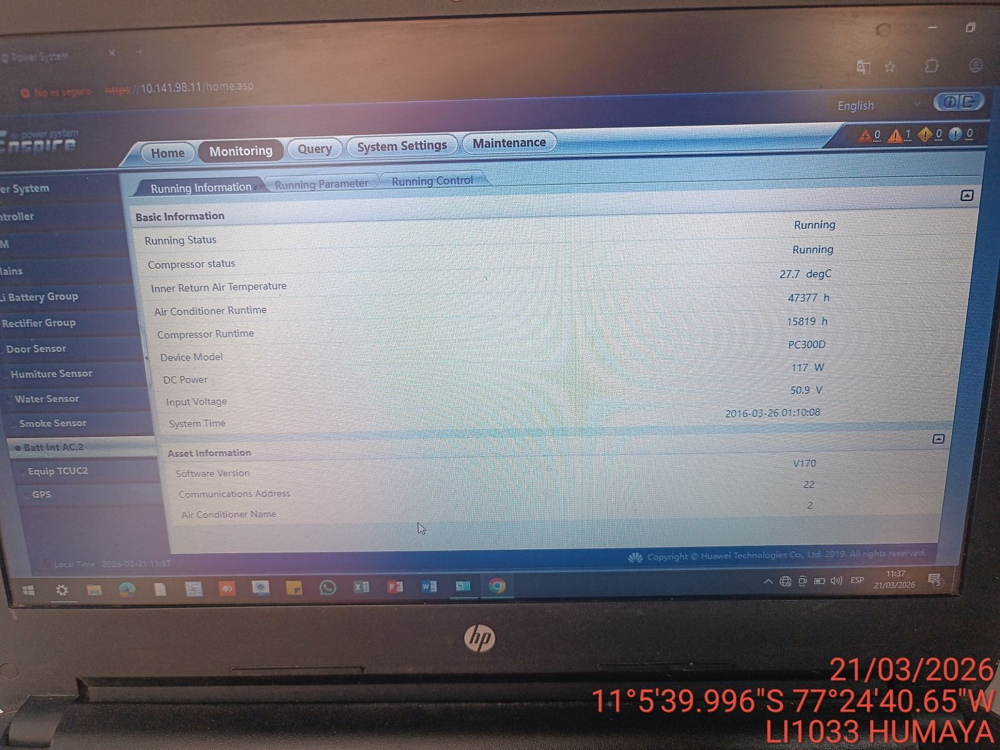 Power System
No es seguro https://10.141.98.11/home.asp
English
power system
Home Monitoring Query System Settings Maintenance
0 1 0 0
er System
ntroller
M
lains
Li Battery Group
Rectifier Group
Door Sensor
Humiture Sensor
Water Sensor
Smoke Sensor
Batt Int AC.2
Equip TCUC2
GPS
Running Information Running Parameter Running Control
Basic Information
Running Status Running
Compressor status Running
Inner Return Air Temperature 27.7 degC
Air Conditioner Runtime 47377 h
Compressor Runtime 15819 h
Device Model PC300D
DC Power 117 W
Input Voltage 50.9 V
System Time 2016-03-26 01:10:08
Asset Information
Software Version V170
Communications Address 22
Air Conditioner Name 2
Local Time 2026-03-21 11:37
Copyright © Huawei Technologies Co., Ltd. 2019. All rights reserved.
ESP
11:37
21/03/2026
5
hp
21/03/2026
11°5'39.996"S 77°24'40.65"W
LI1033 HUMAYA